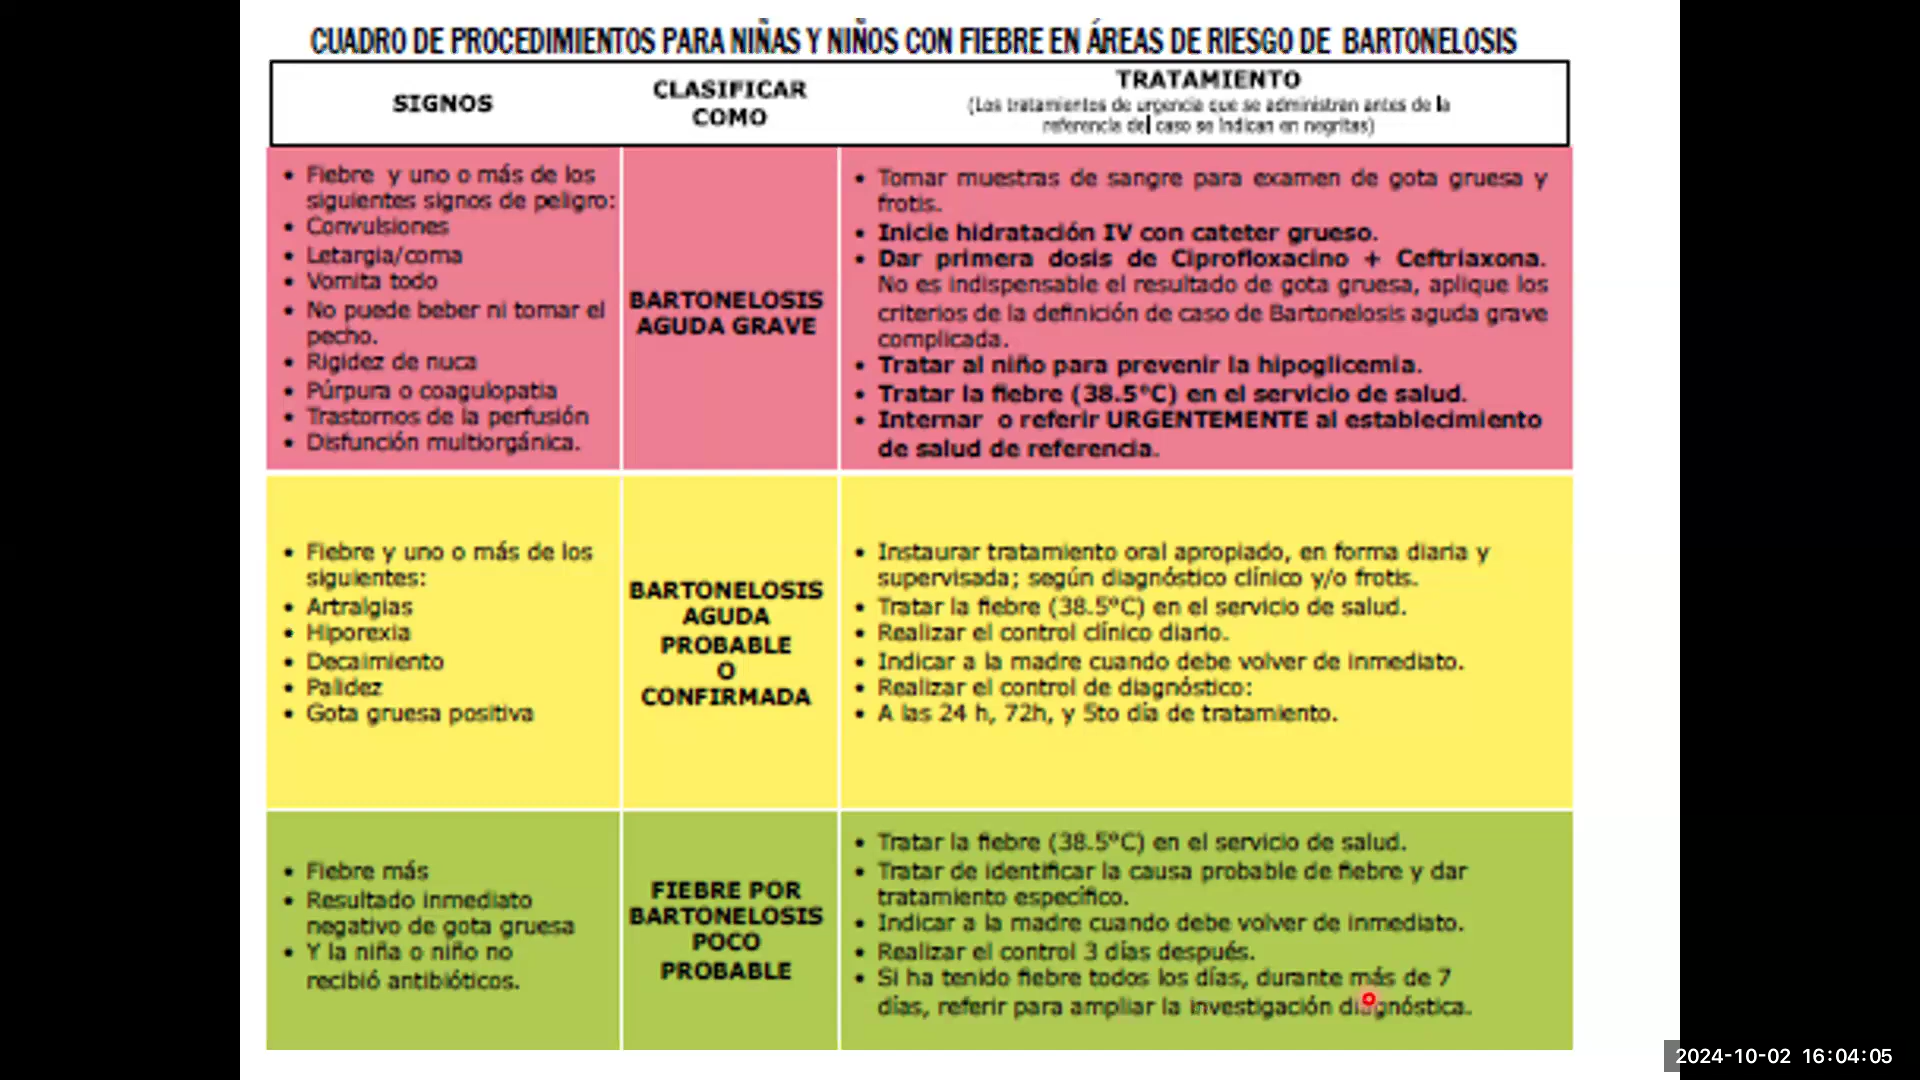 CUADRO DE PROCEDIMIENTOS PARA NIÑAS Y NIÑOS CON FIEBRE EN ÁREAS DE RIESGO DE BARTONELOSIS
SIGNOS
CLASIFICAR
COMO
TRATAMIENTO
(Los tratamientos de urgencia que se administran antes de la
referencia del caso se indican en negritas)
• Fiebre y uno o más de los
siguientes signos de peligro:
• Convulsiones
• Letargia/coma
• Vomita todo
• No puede beber ni tomar el
pecho.
• Rigidez de nuca
• Púrpura o coagulopatia
• Trastornos de la perfusión
• Disfunción multiorgánica.
BARTONELOSIS
AGUDA GRAVE
• Tomar muestras de sangre para examen de gota gruesa y
frotis.
• Inicie hidratación IV con cateter grueso.
• Dar primera dosis de Ciprofloxacino + Ceftriaxona.
No es indispensable el resultado de gota gruesa, aplique los
criterios de la definición de caso de Bartonelosis aguda grave
complicada.
• Tratar al niño para prevenir la hipoglicemia.
• Tratar la fiebre (38.5°C) en el servicio de salud.
• Internar o referir URGENTEMENTE al establecimiento
de salud de referencia.
• Fiebre y uno o más de los
siguientes:
• Artralgias
• Hiporexia
• Decaimiento
• Palidez
• Gota gruesa positiva
BARTONELOSIS
AGUDA
PROBABLE
O
CONFIRMADA
• Instaurar tratamiento oral apropiado, en forma diaria y
supervisada; según diagnóstico clínico y/o frotis.
• Tratar la fiebre (38.5°C) en el servicio de salud.
• Realizar el control clínico diario.
• Indicar a la madre cuando debe volver de inmediato.
• Realizar el control de diagnóstico:
• A las 24 h, 72h, y 5to día de tratamiento.
• Fiebre más
• Resultado inmediato
negativo de gota gruesa
• Y la niña o niño no
recibió antibióticos.
FIEBRE POR
BARTONELOSIS
POCO
PROBABLE
• Tratar la fiebre (38.5°C) en el servicio de salud.
• Tratar de identificar la causa probable de fiebre y dar
tratamiento específico.
• Indicar a la madre cuando debe volver de inmediato.
• Realizar el control 3 días después.
• Si ha tenido fiebre todos los días, durante más de 7
días, referir para ampliar la investigación diagnóstica.
2024-10-02 16:04:05